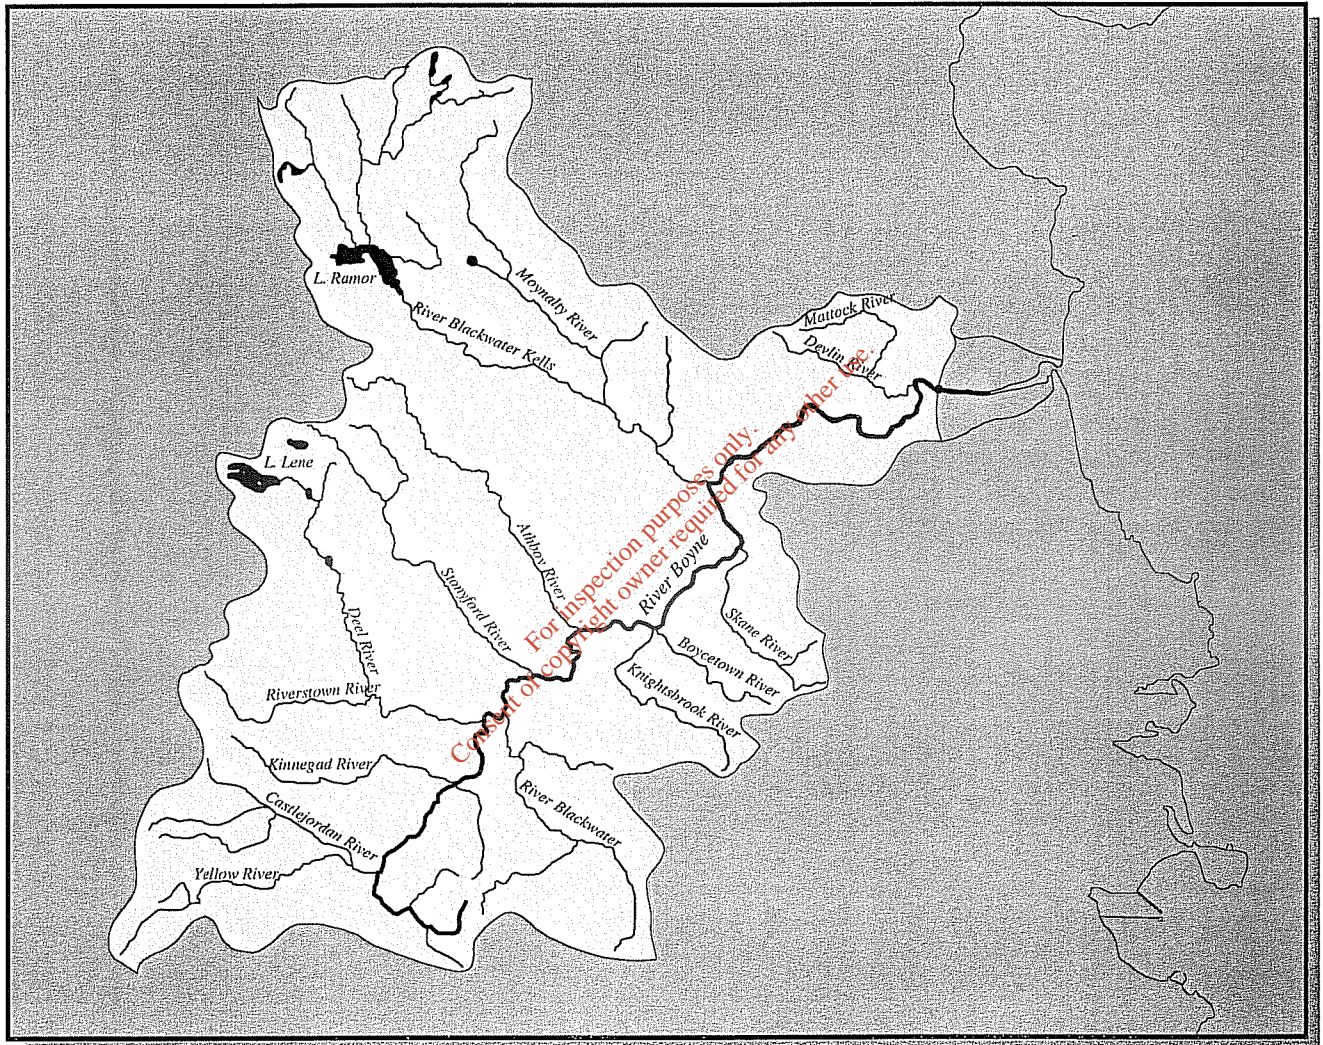 L. Ramor
Moynalty River
River Blackwater Kells
Mattock River
Devlin River
L. Lene
Athboy River
Stonyford River
Deel River
River Boyne
Skane River
Boycetown River
Knightsbrook River
Riverstown River
Kinnegad River
Castlejordan River
River Blackwater
Yellow River
For inspection purposes only.
Consent of copyright owner required for any other use.